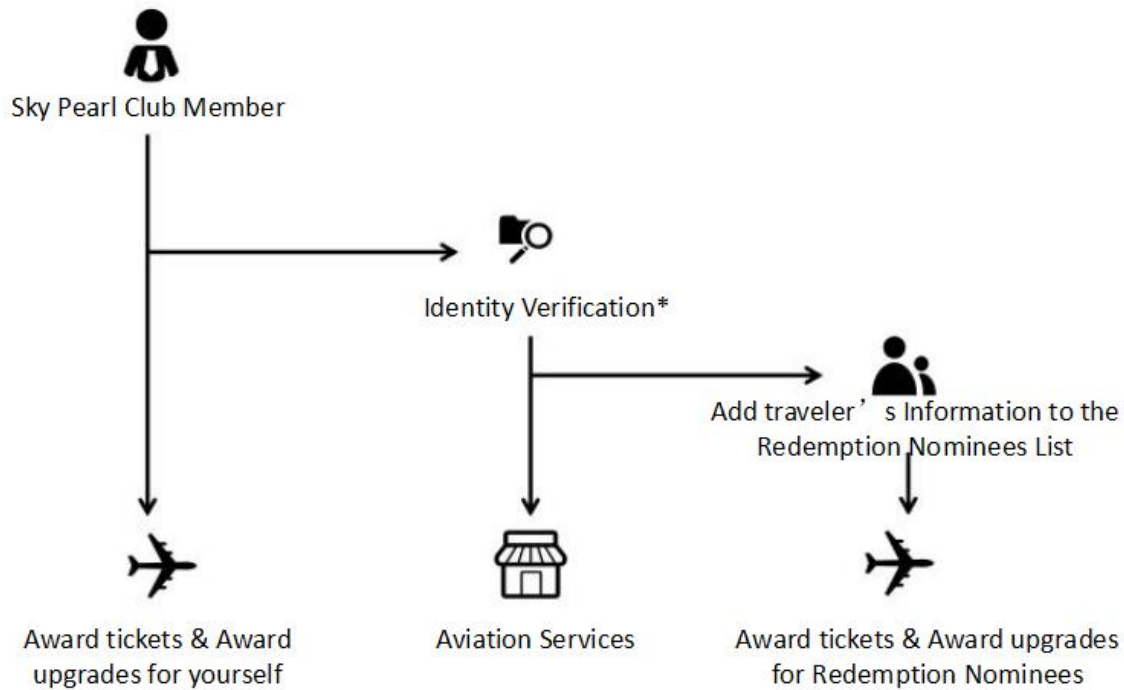 Sky Pearl Club Member
Identity Verification*
Add traveler’s Information to the
Redemption Nominees List
Award tickets & Award
upgrades for yourself
Aviation Services
Award tickets & Award upgrades
for Redemption Nominees